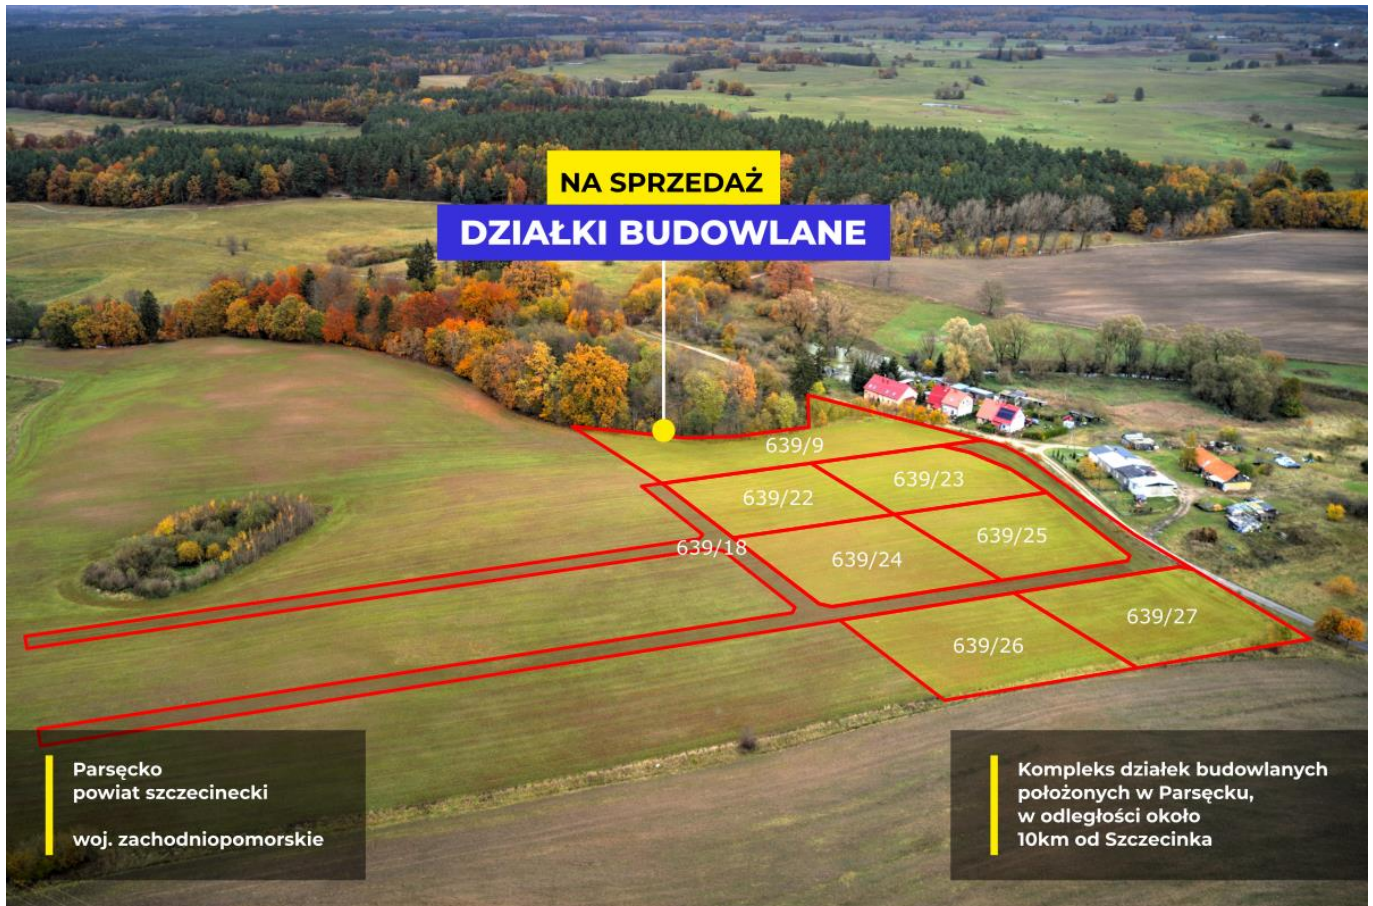 NA SPRZEDAŻ
DZIAŁKI BUDOWLANE
639/9
639/23
639/22
639/25
639/18
639/24
639/27
639/26
Parsęcko
powiat szczecinecki
woj. zachodniopomorskie
Kompleks działek budowlanych
położonych w Parsęcku,
w odległości około
10km od Szczecinka